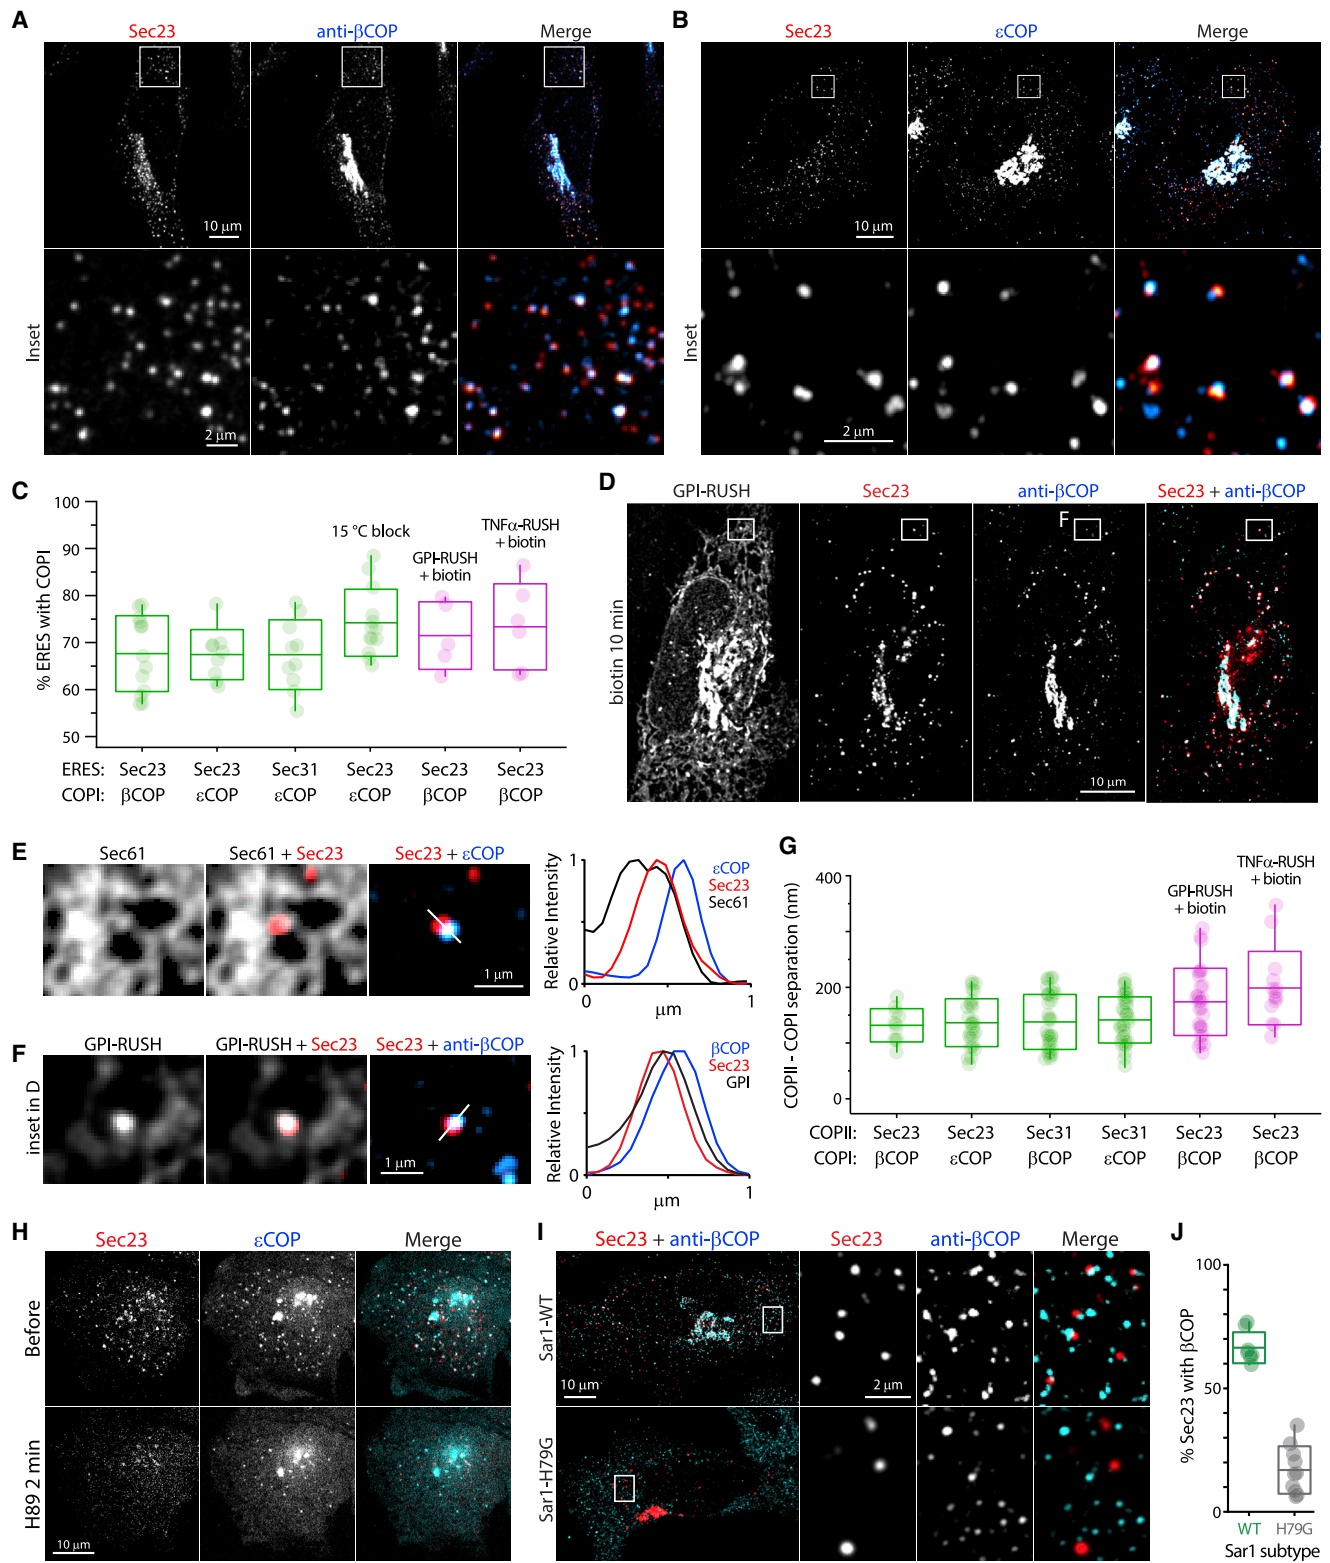 A
Sec23
anti-βCOP
Merge
10 μm
Inset
2 μm
B
Sec23
εCOP
Merge
10 μm
Inset
2 μm
C
% ERES with COPI
100
90
80
70
60
50
15 °C block
GPI-RUSH
+ biotin
TNFα-RUSH
+ biotin
ERES: Sec23 Sec23 Sec31 Sec23 Sec23 Sec23
COPI: βCOP εCOP εCOP εCOP βCOP βCOP
D
GPI-RUSH
Sec23
anti-βCOP
Sec23 + anti-βCOP
biotin 10 min
F
10 μm
E
Sec61
Sec61 + Sec23
Sec23 + εCOP
1 μm
Relative Intensity
1
0
εCOP
Sec23
Sec61
0 μm 1
F
GPI-RUSH
GPI-RUSH + Sec23
Sec23 + anti-βCOP
inset in D
1 μm
Relative Intensity
1
0
βCOP
Sec23
GPI
0 μm 1
G
COPII - COPI separation (nm)
400
200
0
GPI-RUSH
+ biotin
TNFα-RUSH
+ biotin
COPII: Sec23 Sec23 Sec31 Sec31 Sec23 Sec23
COPI: βCOP εCOP βCOP εCOP βCOP βCOP
H
Sec23
εCOP
Merge
Before
H89 2 min
10 μm
I
Sec23 + anti-βCOP
Sec23
anti-βCOP
Merge
Sar1-WT
10 μm
2 μm
Sar1-H79G
J
% Sec23 with βCOP
100
50
0
WT H79G
Sar1 subtype